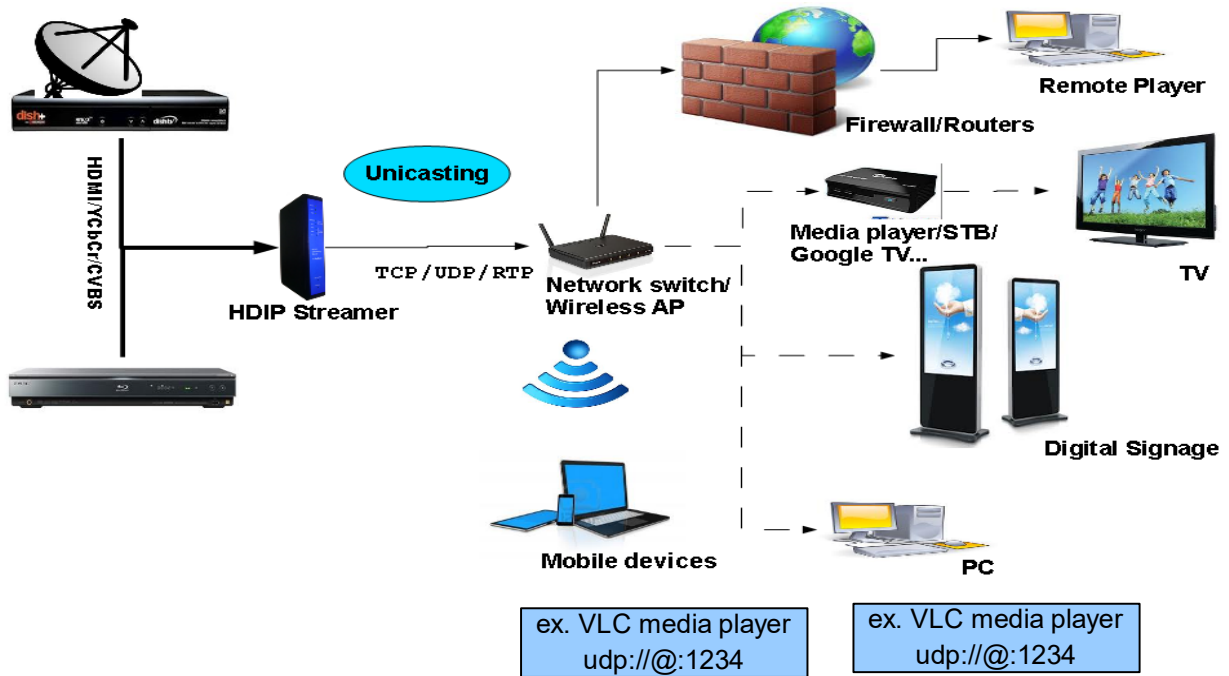 dish+
dishtv
HDMI/YCbCr/CVBS
Unicasting
HDIP Streamer
TCP/UDP/RTP
Network switch/
Wireless AP
Firewall/Routers
Remote Player
Media player/STB/
Google TV...
TV
Digital Signage
Mobile devices
PC
ex. VLC media player
udp://@:1234
ex. VLC media player
udp://@:1234